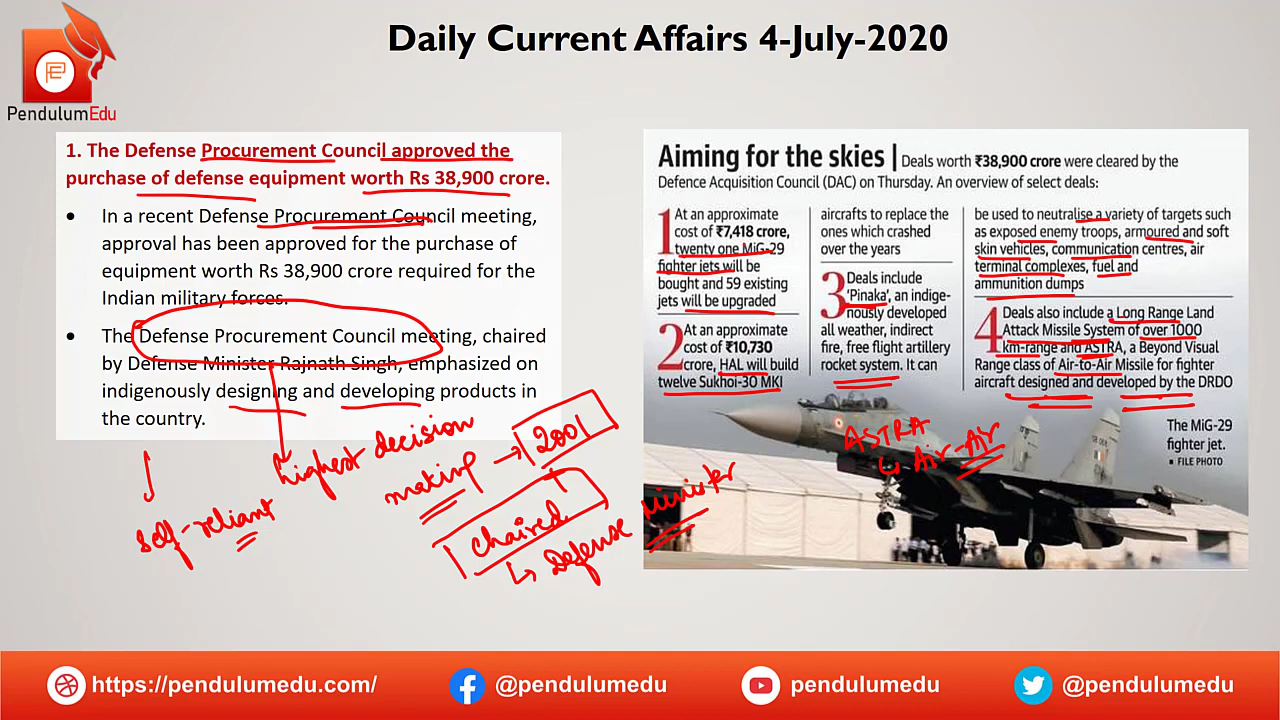 Daily Current Affairs 4-July-2020
PendulumEdu
1. The Defense Procurement Council approved the
purchase of defense equipment worth Rs 38,900 crore.
• In a recent Defense Procurement Council meeting,
approval has been approved for the purchase of
equipment worth Rs 38,900 crore required for the
Indian military forces.
• The Defense Procurement Council meeting, chaired
by Defense Minister Rajnath Singh, emphasized on
indigenously designing and developing products in
the country.
self-reliant
highest decision
making → 2001
chaired
↳ Defense Minister
Aiming for the skies | Deals worth ₹38,900 crore were cleared by the
Defence Acquisition Council (DAC) on Thursday. An overview of select deals:
1 At an approximate
cost of ₹7,418 crore,
twenty one MiG-29
fighter jets will be
bought and 59 existing
jets will be upgraded
2 At an approximate
cost of ₹10,730
crore, HAL will build
twelve Sukhoi-30 MKI
aircrafts to replace the
ones which crashed
over the years
3 Deals include
'Pinaka', an indige-
nously developed
all weather, indirect
fire, free flight artillery
rocket system. It can
be used to neutralise a variety of targets such
as exposed enemy troops, armoured and soft
skin vehicles, communication centres, air
terminal complexes, fuel and
ammunition dumps
4 Deals also include a Long Range Land
Attack Missile System of over 1000
km-range and ASTRA, a Beyond Visual
Range class of Air-to-Air Missile for fighter
aircraft designed and developed by the DRDO
ASTRA
↳ Air-Air
The MiG-29
fighter jet.
■ FILE PHOTO
https://pendulumedu.com/
@pendulumedu
pendulumedu
@pendulumedu